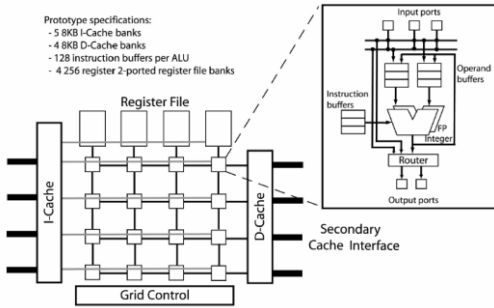 Prototype specifications:
- 5 8KB I-Cache banks
- 4 8KB D-Cache banks
- 128 instruction buffers per ALU
- 4 256 register 2-ported register file banks
Input ports
Operand
buffers
Instruction
buffers
FP
Integer
Router
Output ports
Register File
I-Cache
D-Cache
Secondary
Cache Interface
Grid Control